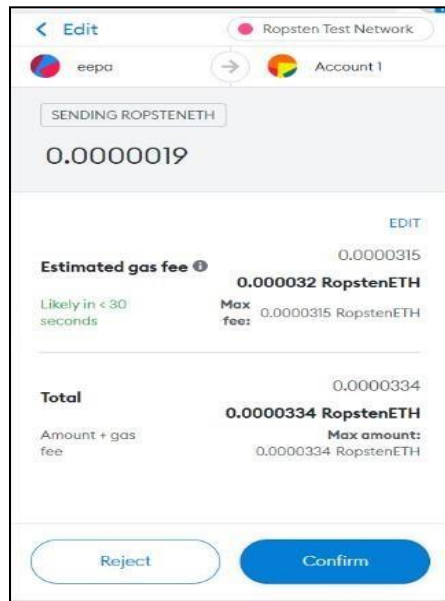 Edit
Ropsten Test Network
eepa
Account 1
SENDING ROPSTENETH
0.0000019
EDIT
0.0000315
Estimated gas fee
0.000032 RopstenETH
Likely in < 30 seconds
Max fee: 0.0000315 RopstenETH
0.0000334
Total
0.0000334 RopstenETH
Amount + gas fee
Max amount:
0.0000334 RopstenETH
Reject
Confirm